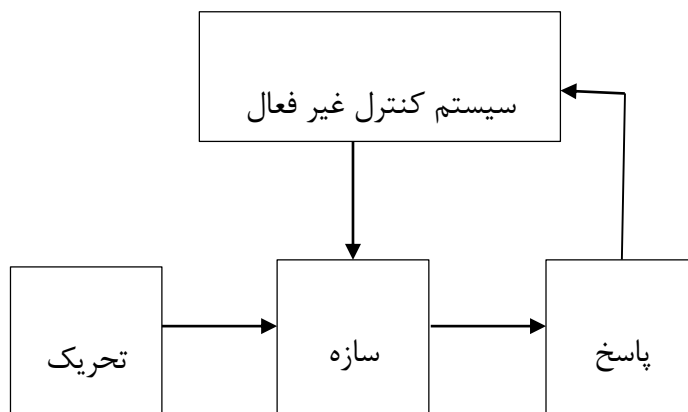 سیستم کنترل غیر فعال
تحریک
سازه
پاسخ